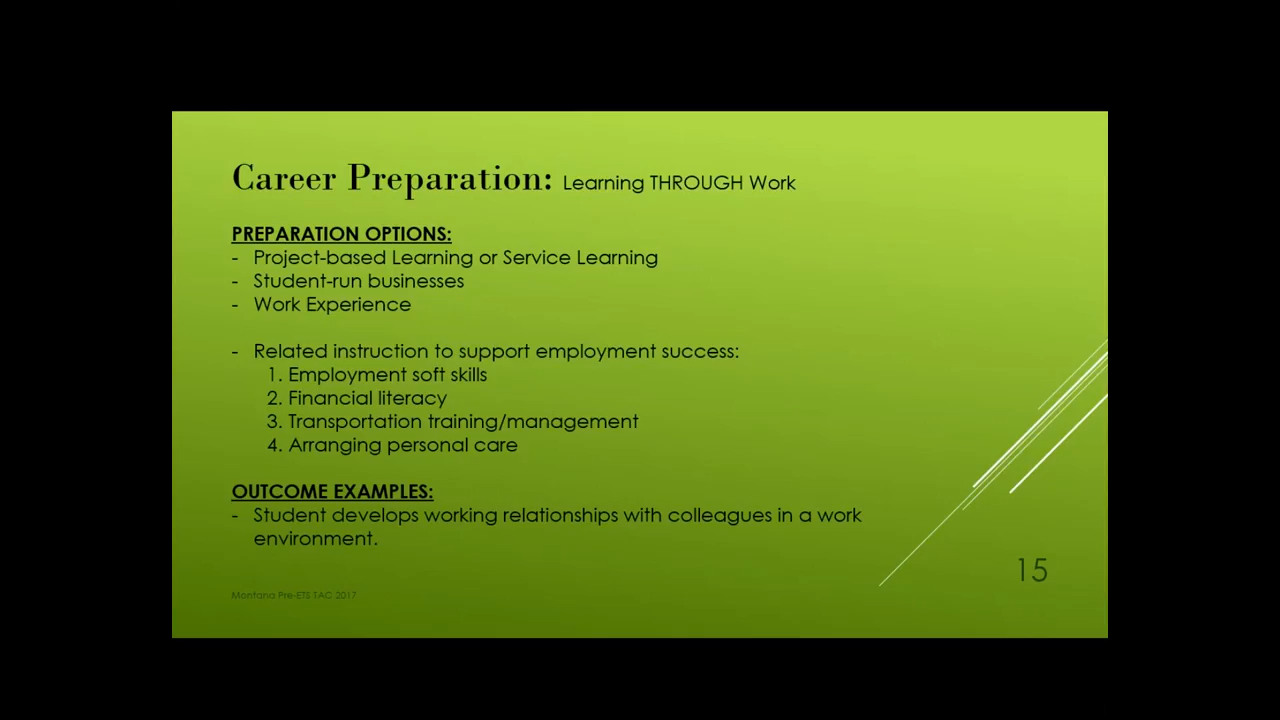 Career Preparation: Learning THROUGH Work
PREPARATION OPTIONS:
- Project-based Learning or Service Learning
- Student-run businesses
- Work Experience
- Related instruction to support employment success:
1. Employment soft skills
2. Financial literacy
3. Transportation training/management
4. Arranging personal care
OUTCOME EXAMPLES:
- Student develops working relationships with colleagues in a work
environment.
15
Montana Pre-ETS TAC 2017